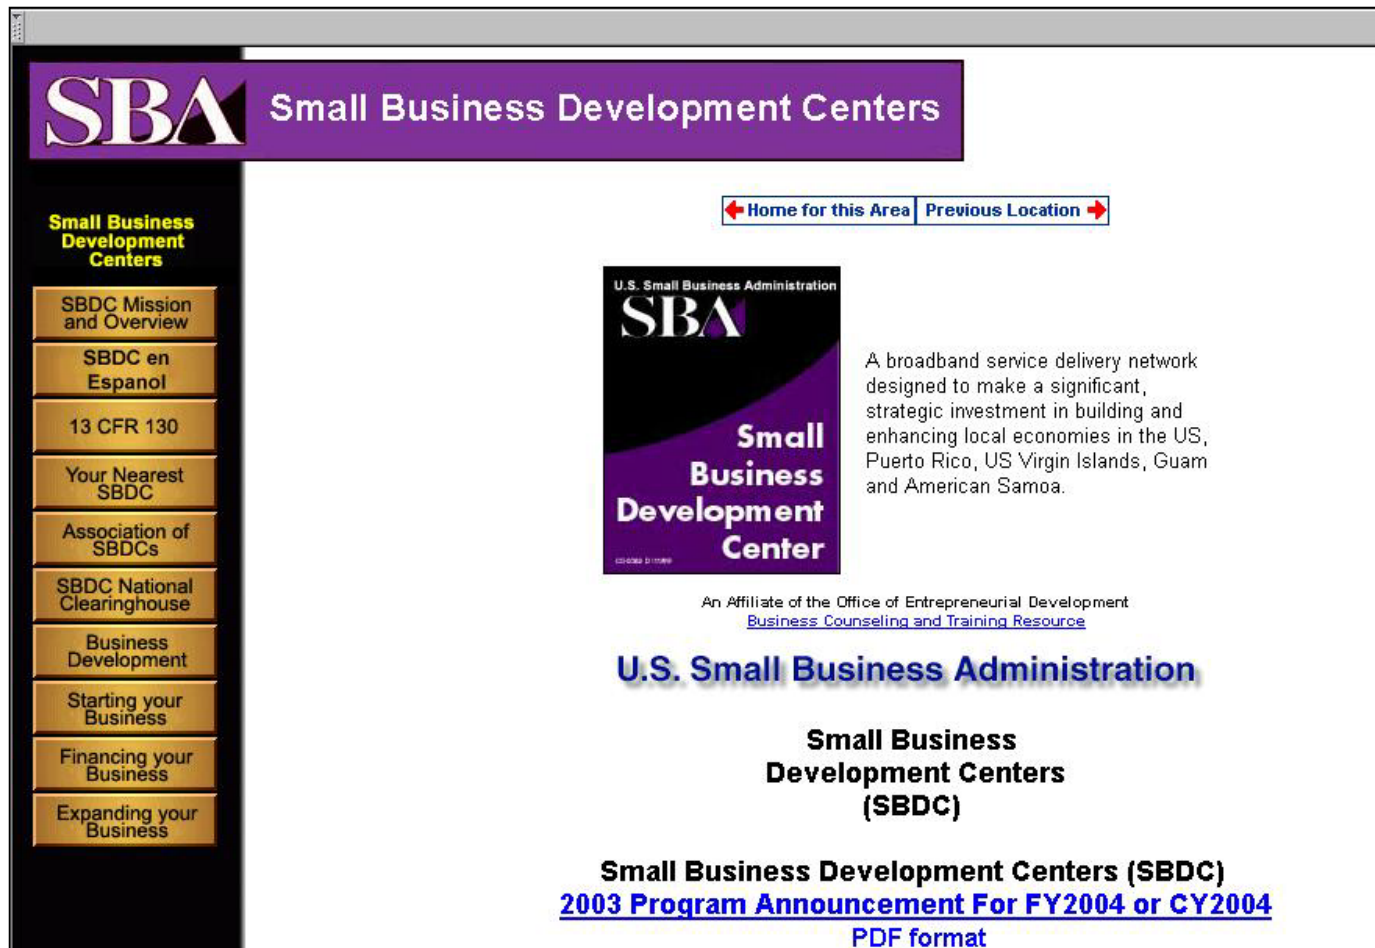 SBA Small Business Development Centers
Small Business
Development
Centers
SBDC Mission
and Overview
SBDC en
Espanol
13 CFR 130
Your Nearest
SBDC
Association of
SBDCs
SBDC National
Clearinghouse
Business
Development
Starting your
Business
Financing your
Business
Expanding your
Business
Home for this Area Previous Location
U.S. Small Business Administration
SBA
Small
Business
Development
Center
A broadband service delivery network
designed to make a significant,
strategic investment in building and
enhancing local economies in the US,
Puerto Rico, US Virgin Islands, Guam
and American Samoa.
An Affiliate of the Office of Entrepreneurial Development
Business Counseling and Training Resource
U.S. Small Business Administration
Small Business
Development Centers
(SBDC)
Small Business Development Centers (SBDC)
2003 Program Announcement For FY2004 or CY2004
PDF format